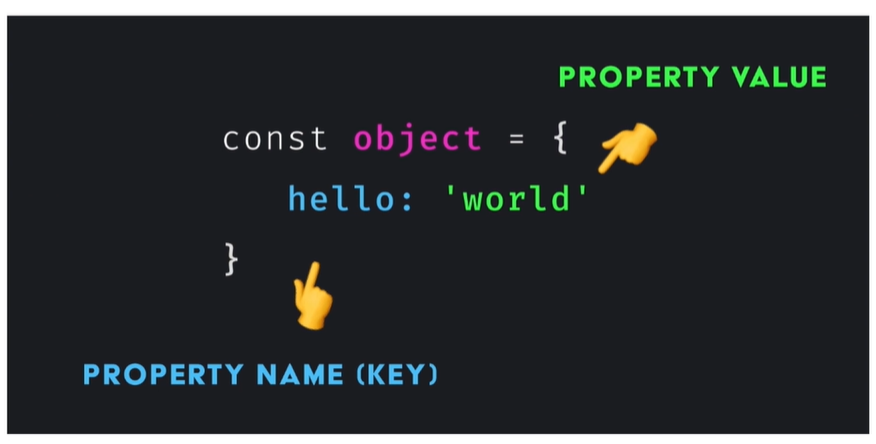 PROPERTY VALUE
const object = {
hello: 'world'
}
PROPERTY NAME (KEY)